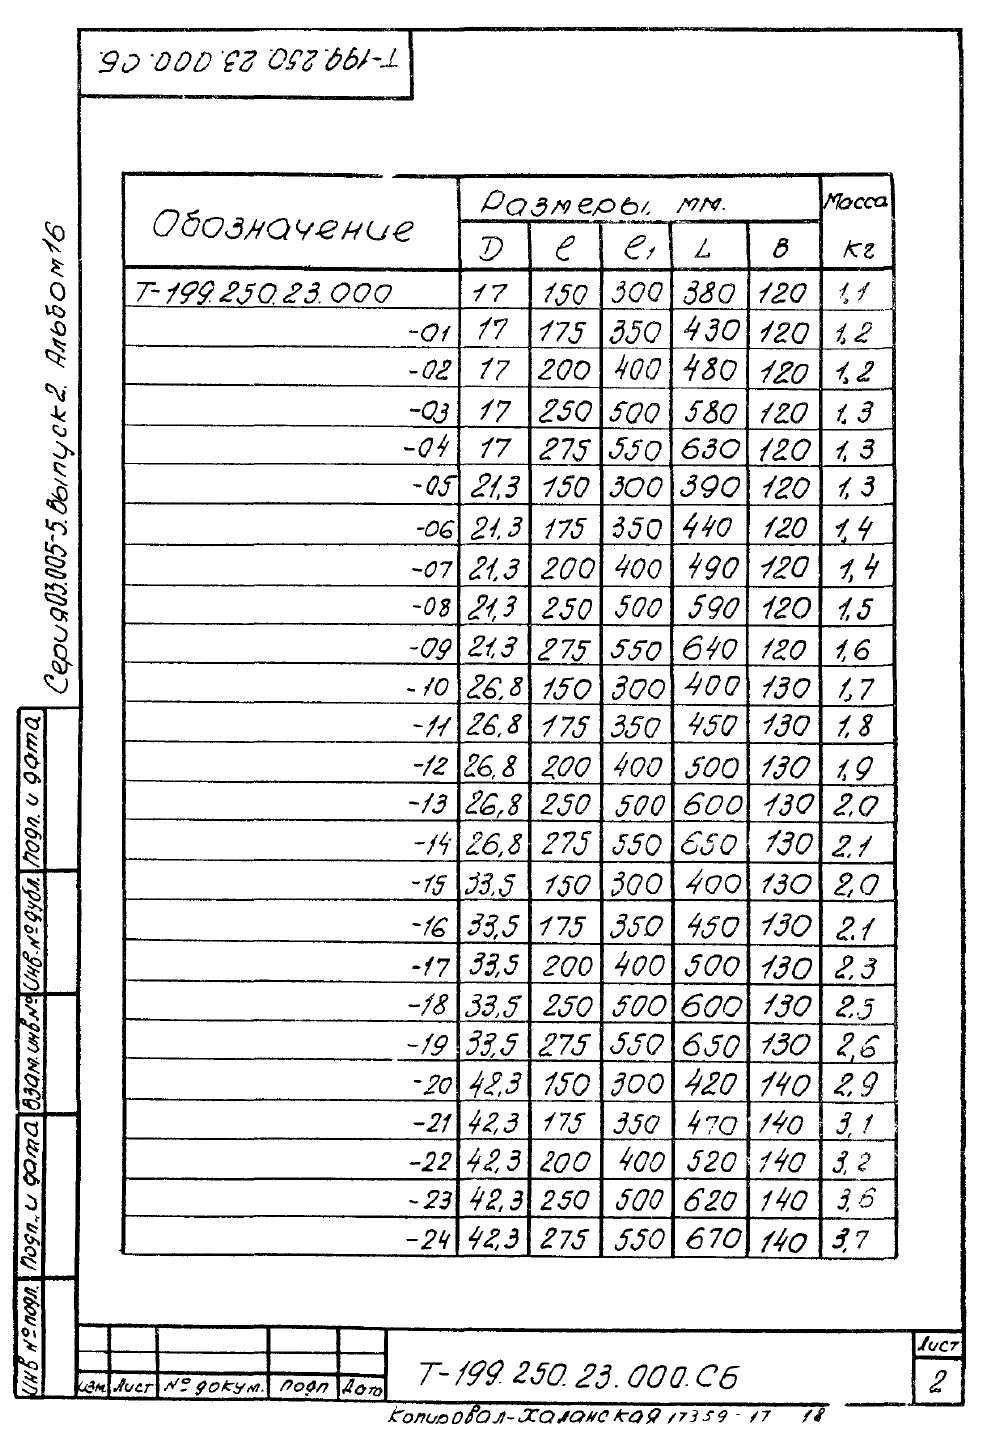 Т-199.250.23.000.СБ.
Обозначение Размеры, мм. Масса кг
D ℓ ℓ1 L B
Т-199.250.23.000 17 150 300 380 120 1,1
-01 17 175 350 430 120 1,2
-02 17 200 400 480 120 1,2
-03 17 250 500 580 120 1,3
-04 17 275 550 630 120 1,3
-05 21,3 150 300 390 120 1,3
-06 21,3 175 350 440 120 1,4
-07 21,3 200 400 490 120 1,4
-08 21,3 250 500 590 120 1,5
-09 21,3 275 550 640 120 1,6
-10 26,8 150 300 400 130 1,7
-11 26,8 175 350 450 130 1,8
-12 26,8 200 400 500 130 1,9
-13 26,8 250 500 600 130 2,0
-14 26,8 275 550 650 130 2,1
-15 33,5 150 300 400 130 2,0
-16 33,5 175 350 450 130 2,1
-17 33,5 200 400 500 130 2,3
-18 33,5 250 500 600 130 2,5
-19 33,5 275 550 650 130 2,6
-20 42,3 150 300 420 140 2,9
-21 42,3 175 350 470 140 3,1
-22 42,3 200 400 520 140 3,2
-23 42,3 250 500 620 140 3,6
-24 42,3 275 550 670 140 3,7
Серия 03.005-5. Выпуск 2. Альбом 16
Подп. и дата
Инв.№ дубл.
Взам.инв.№
Подп. и дата
Инв № подл.
Изм. Лист № докум. Подп Дата
Т-199.250.23.000.СБ
Лист
2
Копировал-Халанская 17359-17 18